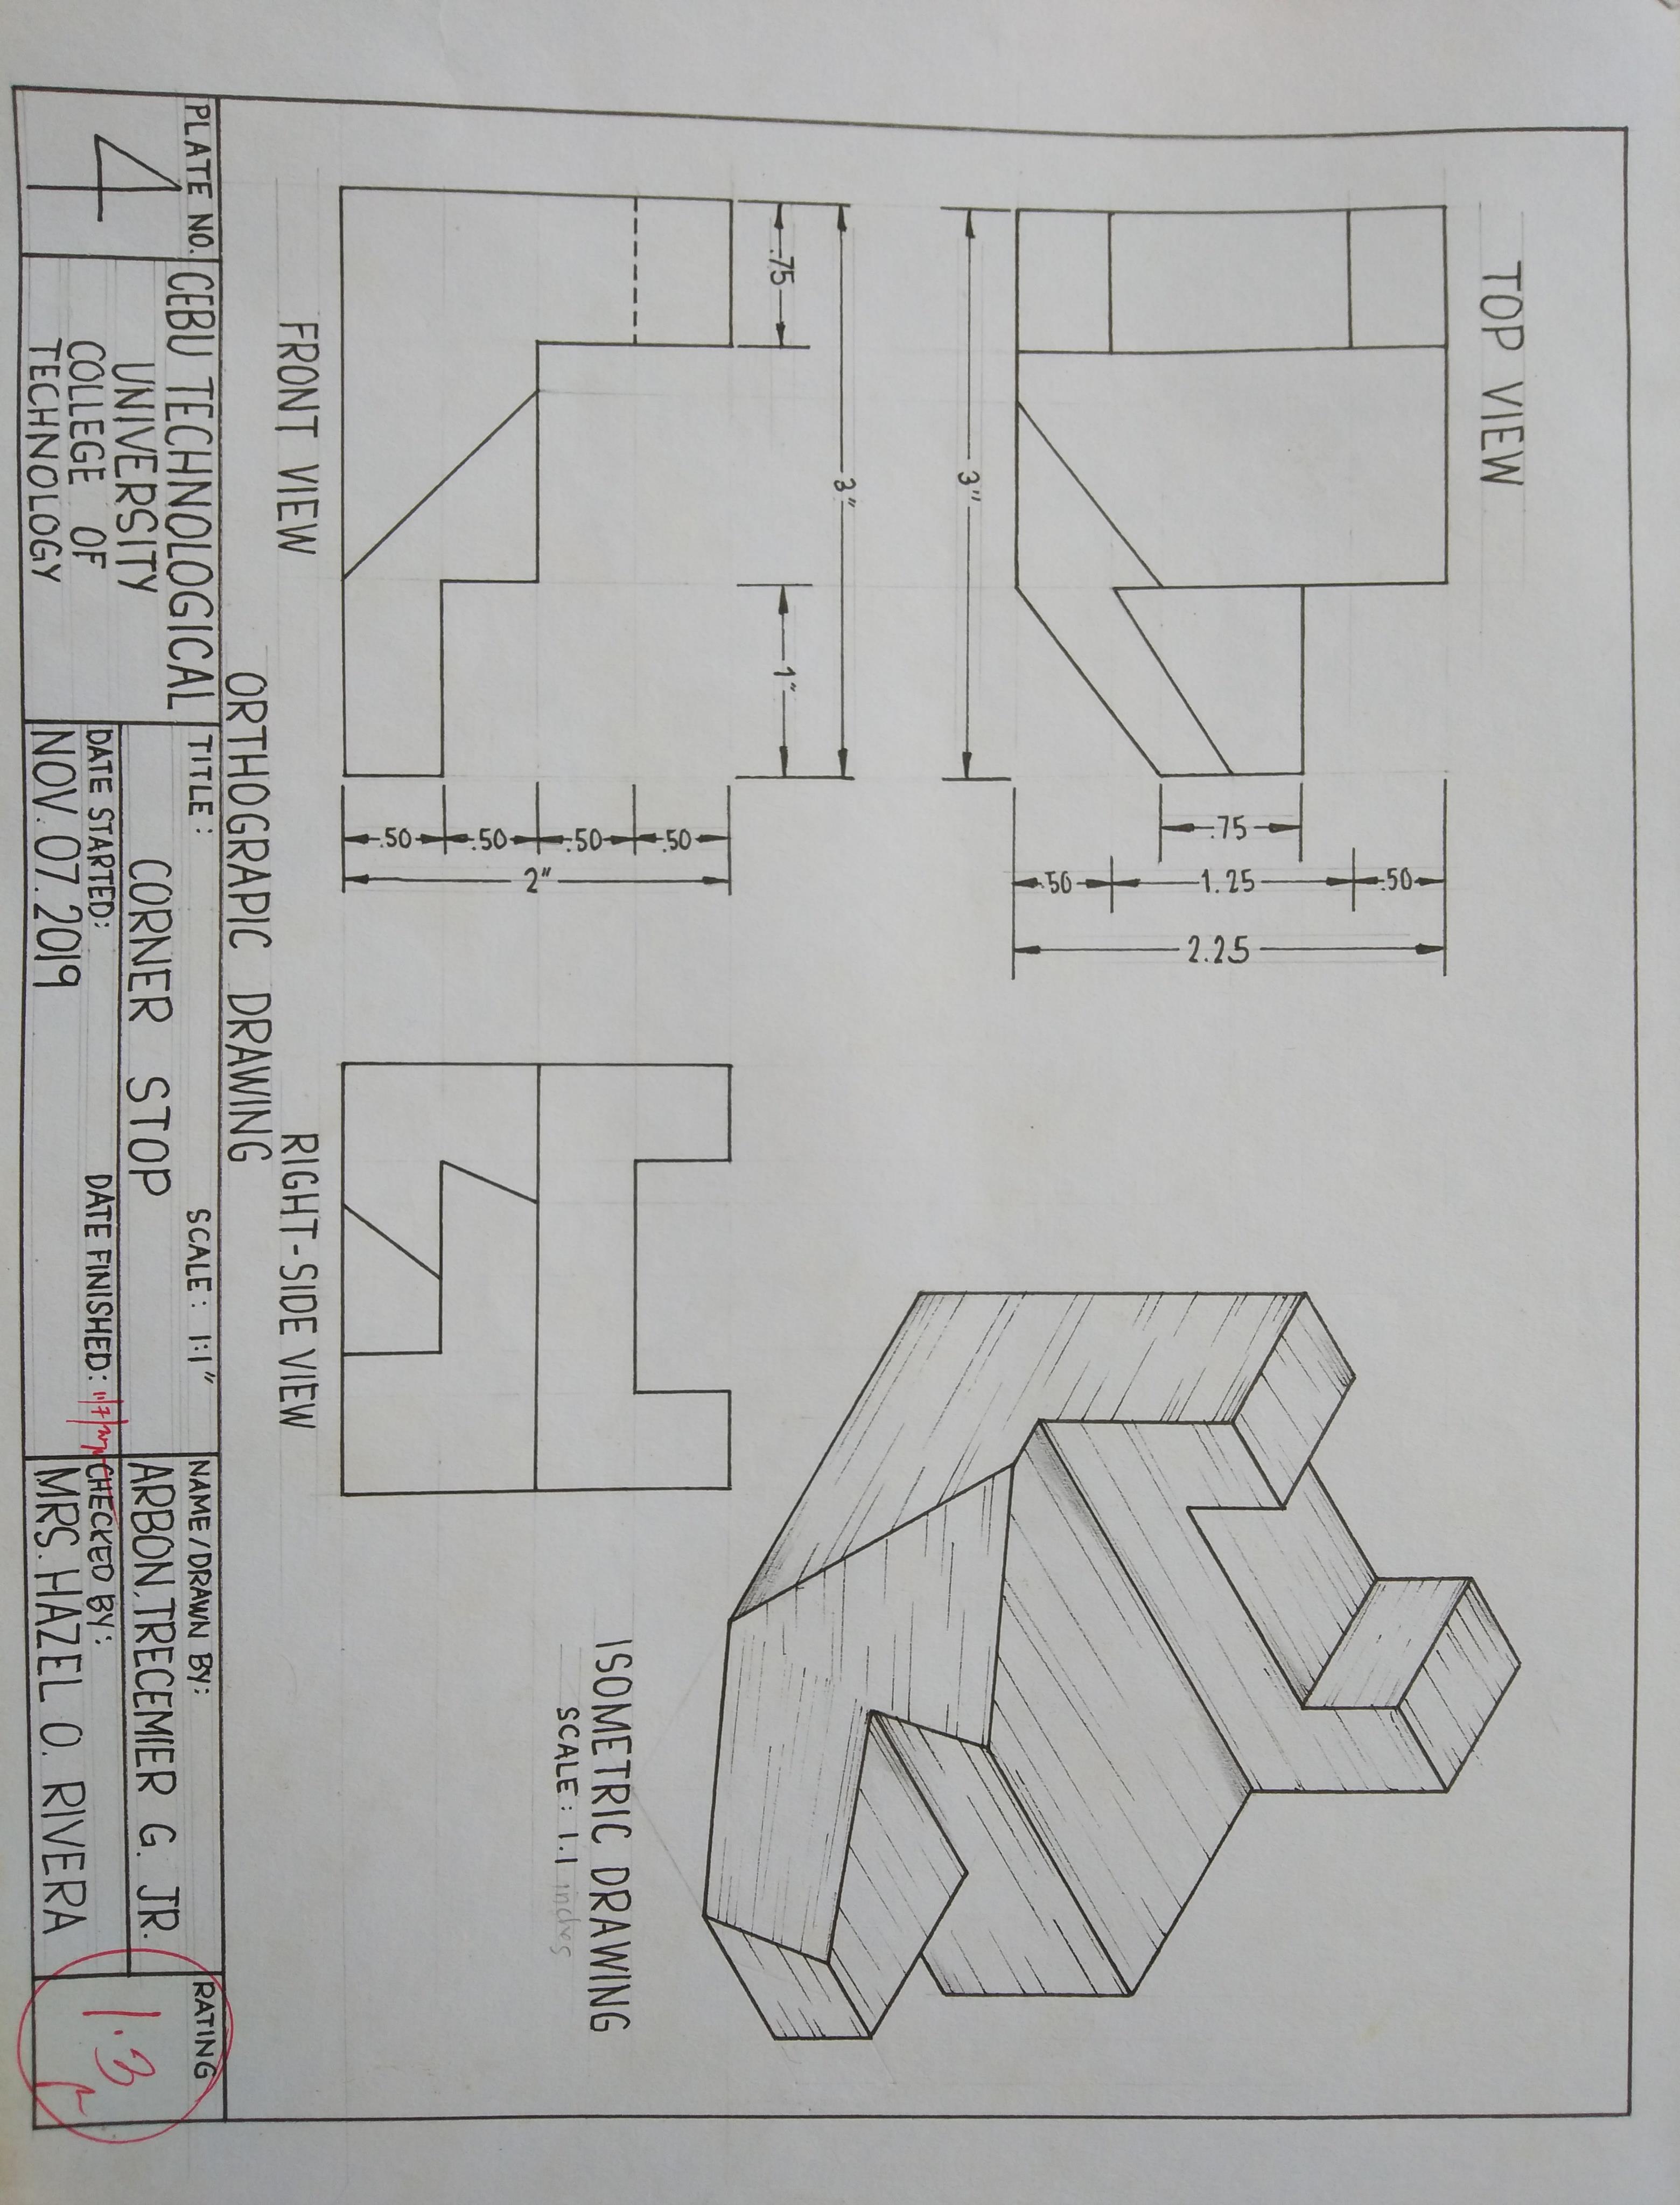 TOP VIEW
3"
.75
.50
1.25
.50
2.25
3"
.75
1"
.50
.50
.50
.50
2"
FRONT VIEW
RIGHT-SIDE VIEW
ISOMETRIC DRAWING
SCALE: 1:1 inches
ORTHOGRAPIC DRAWING
PLATE NO.
4
CEBU TECHNOLOGICAL
UNIVERSITY
COLLEGE OF
TECHNOLOGY
TITLE:
SCALE: 1:1"
CORNER STOP
DATE STARTED:
NOV. 07. 2019
DATE FINISHED:
NAME/DRAWN BY:
ARBON, TRECEMIER G. JR.
CHECKED BY:
MRS. HAZEL O. RIVERA
RATING
1.3